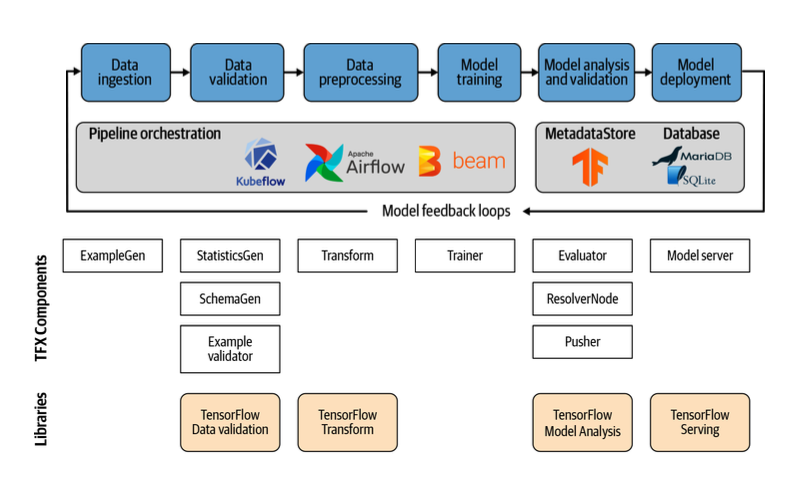 Data
ingestion
Data
validation
Data
preprocessing
Model
training
Model analysis
and validation
Model
deployment
Pipeline orchestration
Kubeflow
Apache
Airflow
beam
MetadataStore
Database
MariaDB
SQLite
Model feedback loops
TFX Components
ExampleGen
StatisticsGen
Transform
Trainer
Evaluator
Model server
SchemaGen
ResolverNode
Example
validator
Pusher
Libraries
TensorFlow
Data validation
TensorFlow
Transform
TensorFlow
Model Analysis
TensorFlow
Serving